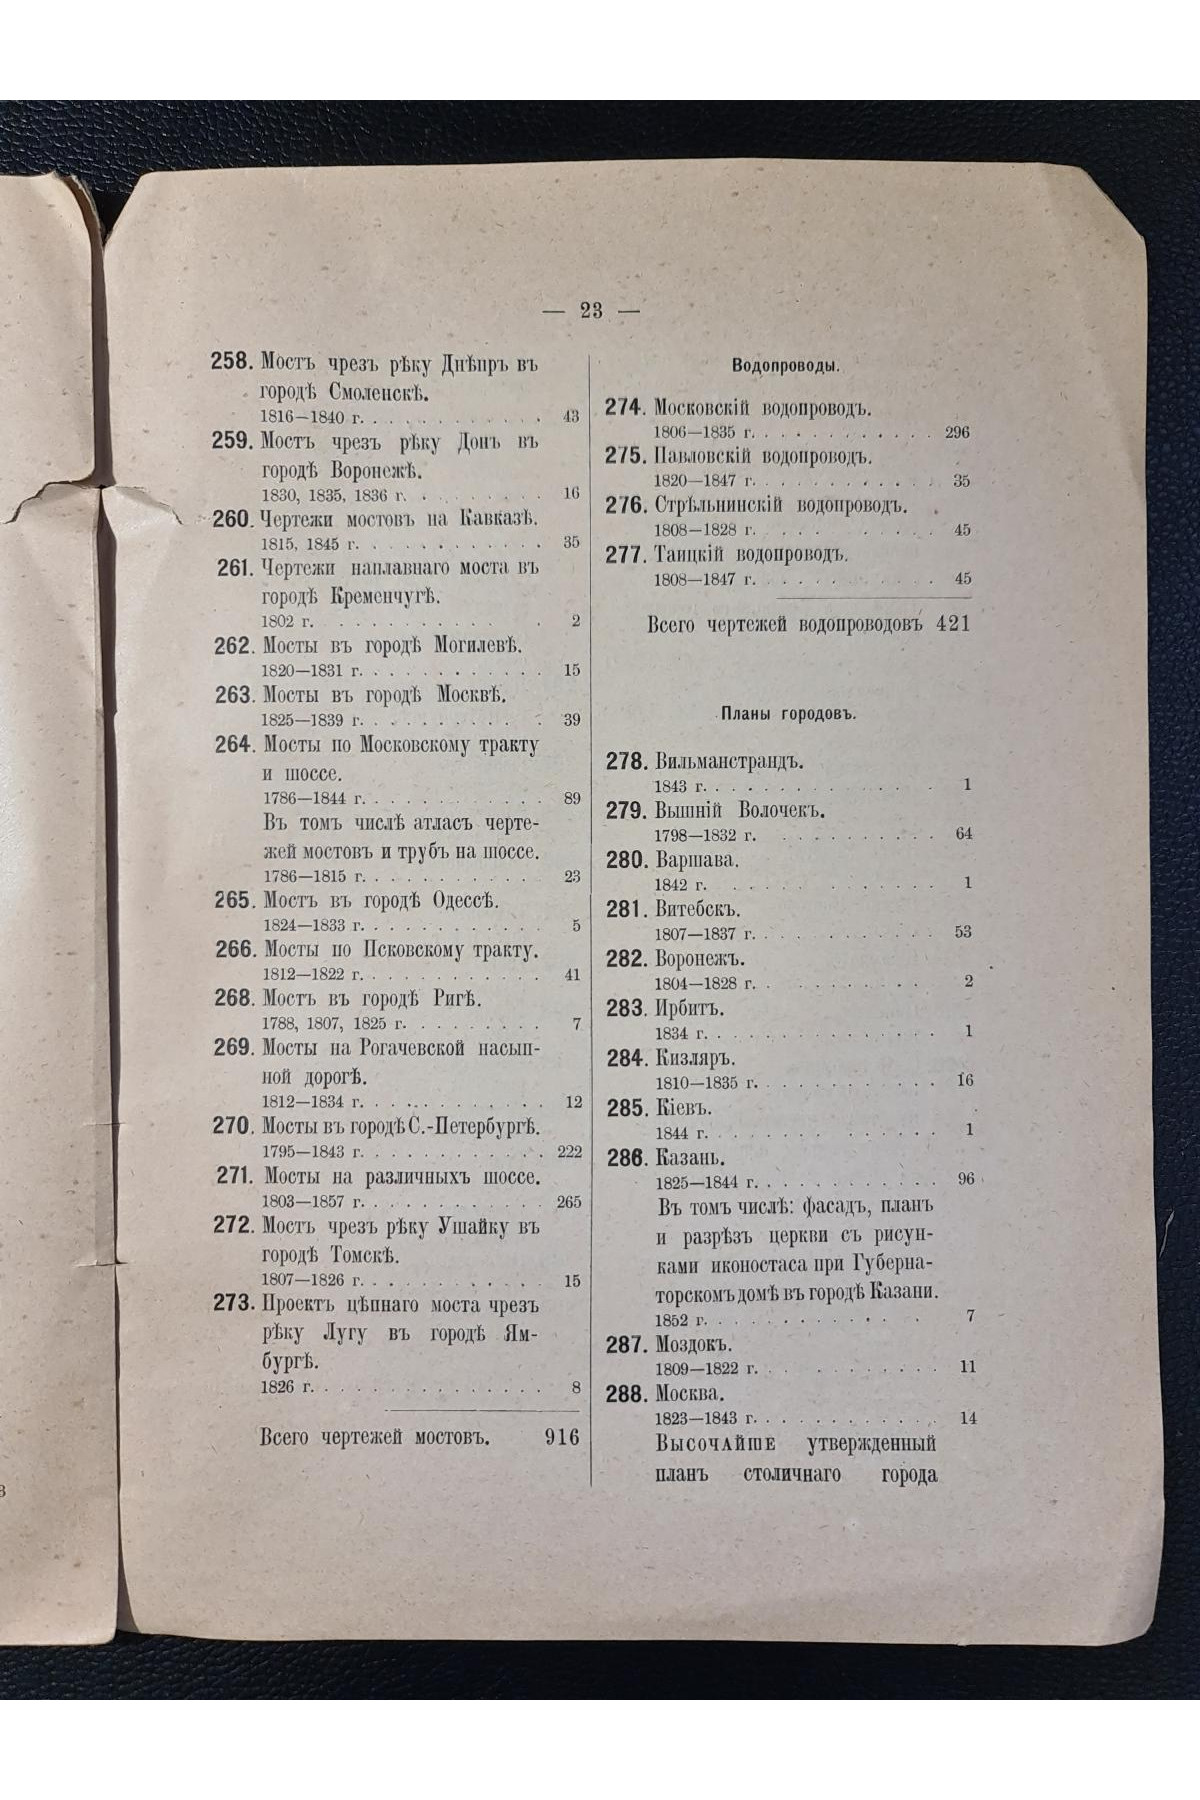 — 23 —
258. Мостъ чрезъ рѣку Днѣпръ въ
городѣ Смоленскѣ.
1816—1840 г. . . . . . . . . . . 43
259. Мостъ чрезъ рѣку Донъ въ
городѣ Воронежѣ.
1830, 1835, 1836 г. . . . . . . . . 16
260. Чертежи мостовъ на Кавказѣ.
1815, 1845 г. . . . . . . . . . . . 35
261. Чертежи наплавнаго моста въ
городѣ Кременчугѣ.
1802 г. . . . . . . . . . . . . 2
262. Мосты въ городѣ Могилевѣ.
1820—1831 г. . . . . . . . . . . 15
263. Мосты въ городѣ Москвѣ.
1825—1839 г. . . . . . . . . . . 39
264. Мосты по Московскому тракту
и шоссе.
1786—1844 г. . . . . . . . . . . 89
Въ томъ числѣ атласъ черте-
жей мостовъ и трубъ на шоссе.
1786—1815 г. . . . . . . . . . . 23
265. Мостъ въ городѣ Одессѣ.
1824—1833 г. . . . . . . . . . . 5
266. Мосты по Псковскому тракту.
1812—1822 г. . . . . . . . . . . 41
268. Мостъ въ городѣ Ригѣ.
1788, 1807, 1825 г. . . . . . . . . 7
269. Мосты на Рогачевской насып-
ной дорогѣ.
1812—1834 г. . . . . . . . . . . 12
270. Мосты въ городѣ С.-Петербургѣ.
1795—1843 г. . . . . . . . . . . 222
271. Мосты на различныхъ шоссе.
1803—1857 г. . . . . . . . . . . 265
272. Мостъ чрезъ рѣку Ушайку въ
городѣ Томскѣ.
1807—1826 г. . . . . . . . . . . 15
273. Проектъ цѣпнаго моста чрезъ
рѣку Лугу въ городѣ Ям-
бургѣ.
1826 г. . . . . . . . . . . . . . 8
Всего чертежей мостовъ. 916
Водопроводы.
274. Московскій водопроводъ.
1806—1835 г. . . . . . . . . . . 296
275. Павловскій водопроводъ.
1820—1847 г. . . . . . . . . . . 35
276. Стрѣльнинскій водопроводъ.
1808—1828 г. . . . . . . . . 45
277. Таицкій водопроводъ.
1808—1847 г. . . . . . . . . . . 45
Всего чертежей водопроводовъ 421
Планы городовъ.
278. Вильманстрандъ.
1843 г. . . . . . . . . . . . . . 1
279. Вышній Волочекъ.
1798—1832 г. . . . . . . . . . . 64
280. Варшава.
1842 г. . . . . . . . . . . . . 1
281. Витебскъ.
1807—1837 г. . . . . . . . . . . 53
282. Воронежъ.
1804—1828 г. . . . . . . . . . . 2
283. Ирбитъ.
1834 г. . . . . . . . . . . . . . 1
284. Кизляръ.
1810—1835 г. . . . . . . . . . . 16
285. Кіевъ.
1844 г. . . . . . . . . . . . . . 1
286. Казань.
1825—1844 г. . . . . . . . . . . 96
Въ томъ числѣ: фасадъ, планъ
и разрѣзъ церкви съ рисун-
ками иконостаса при Губерна-
торскомъ домѣ въ городѣ Казани.
1852 г. . . . . . . . . . . . . 7
287. Моздокъ.
1809—1822 г. . . . . . . . . . . 11
288. Москва.
1823—1843 г. . . . . . . . . . . 14
Высочайше утвержденный
планъ столичнаго города
3